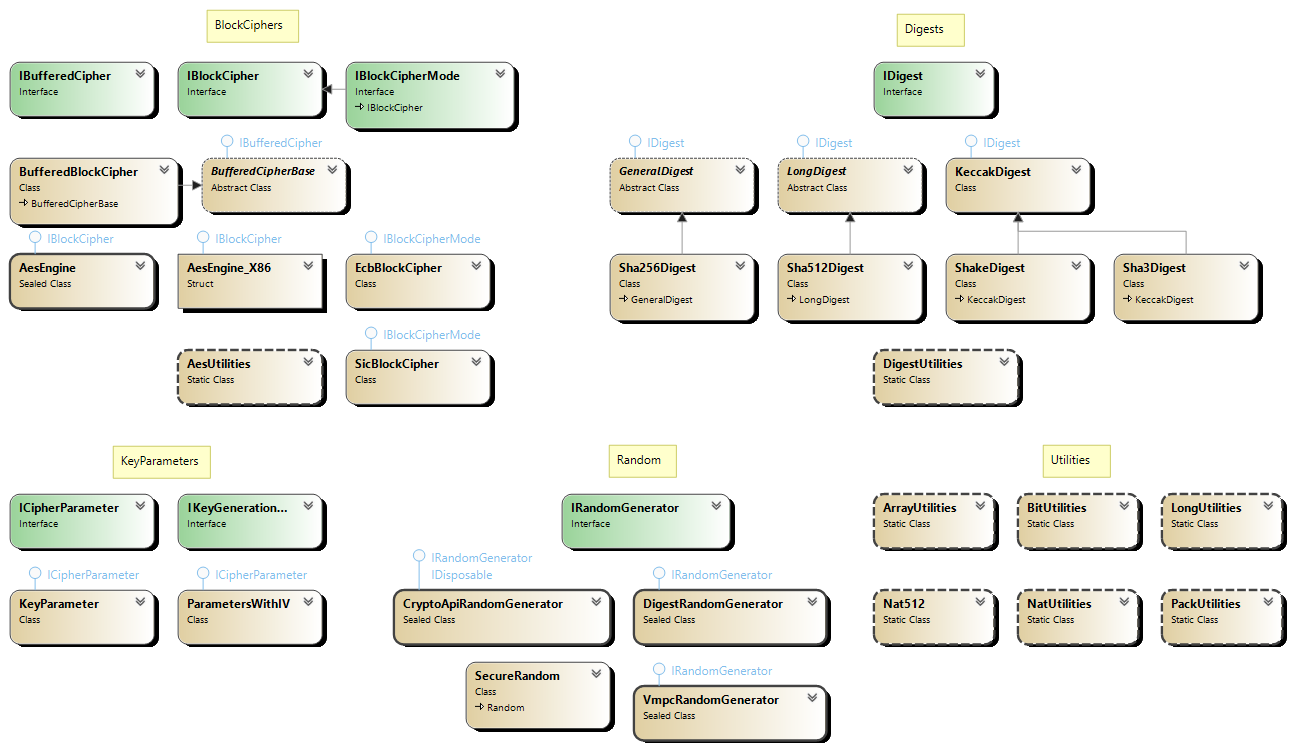 BlockCiphers
IBufferedCipher
Interface
IBlockCipher
Interface
IBlockCipherMode
Interface
IBlockCipher
IBufferedCipher
BufferedBlockCipher
Class
BufferedCipherBase
BufferedCipherBase
Abstract Class
IBlockCipher
AesEngine
Sealed Class
IBlockCipher
AesEngine_X86
Struct
IBlockCipherMode
EcbBlockCipher
Class
AesUtilities
Static Class
IBlockCipherMode
SicBlockCipher
Class
Digests
IDigest
Interface
IDigest
GeneralDigest
Abstract Class
IDigest
LongDigest
Abstract Class
IDigest
KeccakDigest
Class
Sha256Digest
Class
GeneralDigest
Sha512Digest
Class
LongDigest
ShakeDigest
Class
KeccakDigest
Sha3Digest
Class
KeccakDigest
DigestUtilities
Static Class
KeyParameters
ICipherParameter
Interface
IKeyGeneration...
Interface
ICipherParameter
KeyParameter
Class
ICipherParameter
ParametersWithIV
Class
Random
IRandomGenerator
Interface
IRandomGenerator
IDisposable
CryptoApiRandomGenerator
Sealed Class
IRandomGenerator
DigestRandomGenerator
Sealed Class
SecureRandom
Class
Random
IRandomGenerator
VmpcRandomGenerator
Sealed Class
Utilities
ArrayUtilities
Static Class
BitUtilities
Static Class
LongUtilities
Static Class
Nat512
Static Class
NatUtilities
Static Class
PackUtilities
Static Class